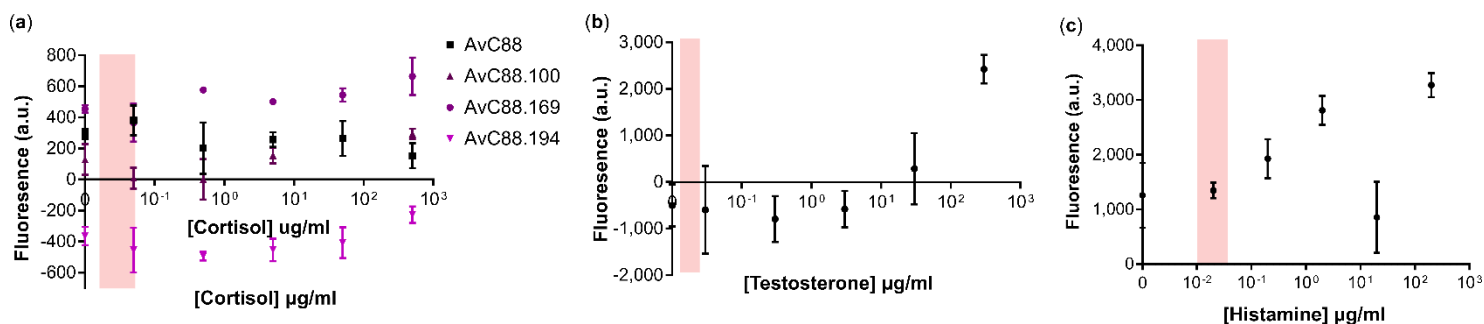 (a)
Fluoresence (a.u.)
800
600
400
200
0
-200
-400
-600
0
10⁻¹
10⁰
10¹
10²
10³
[Cortisol] ug/ml
[Cortisol] µg/ml
AvC88
AvC88.100
AvC88.169
AvC88.194
(b)
Fluoresence (a.u.)
3,000
2,000
1,000
0
-1,000
-2,000
0
10⁻¹
10⁰
10¹
10²
10³
[Testosterone] µg/ml
(c)
Fluoresence (a.u.)
4,000
3,000
2,000
1,000
0
0
10⁻²
10⁻¹
10⁰
10¹
10²
10³
[Histamine] µg/ml